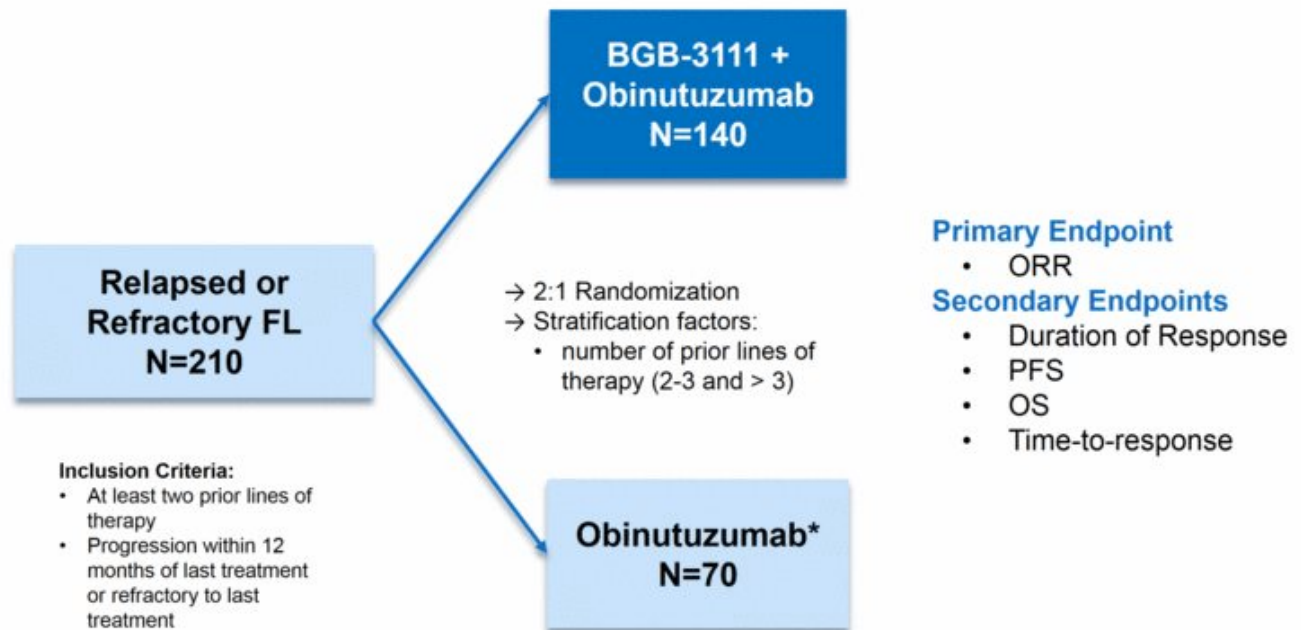 BGB-3111 +
Obinutuzumab
N=140
Relapsed or
Refractory FL
N=210
→ 2:1 Randomization
→ Stratification factors:
• number of prior lines of
therapy (2-3 and > 3)
Primary Endpoint
• ORR
Secondary Endpoints
• Duration of Response
• PFS
• OS
• Time-to-response
Inclusion Criteria:
• At least two prior lines of
therapy
• Progression within 12
months of last treatment
or refractory to last
treatment
Obinutuzumab*
N=70